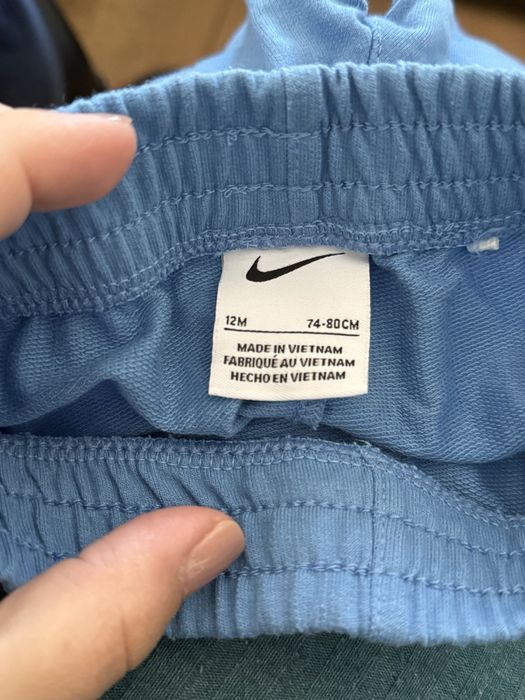 12M 74-80CM
MADE IN VIETNAM
FABRIQUÉ AU VIETNAM
HECHO EN VIETNAM